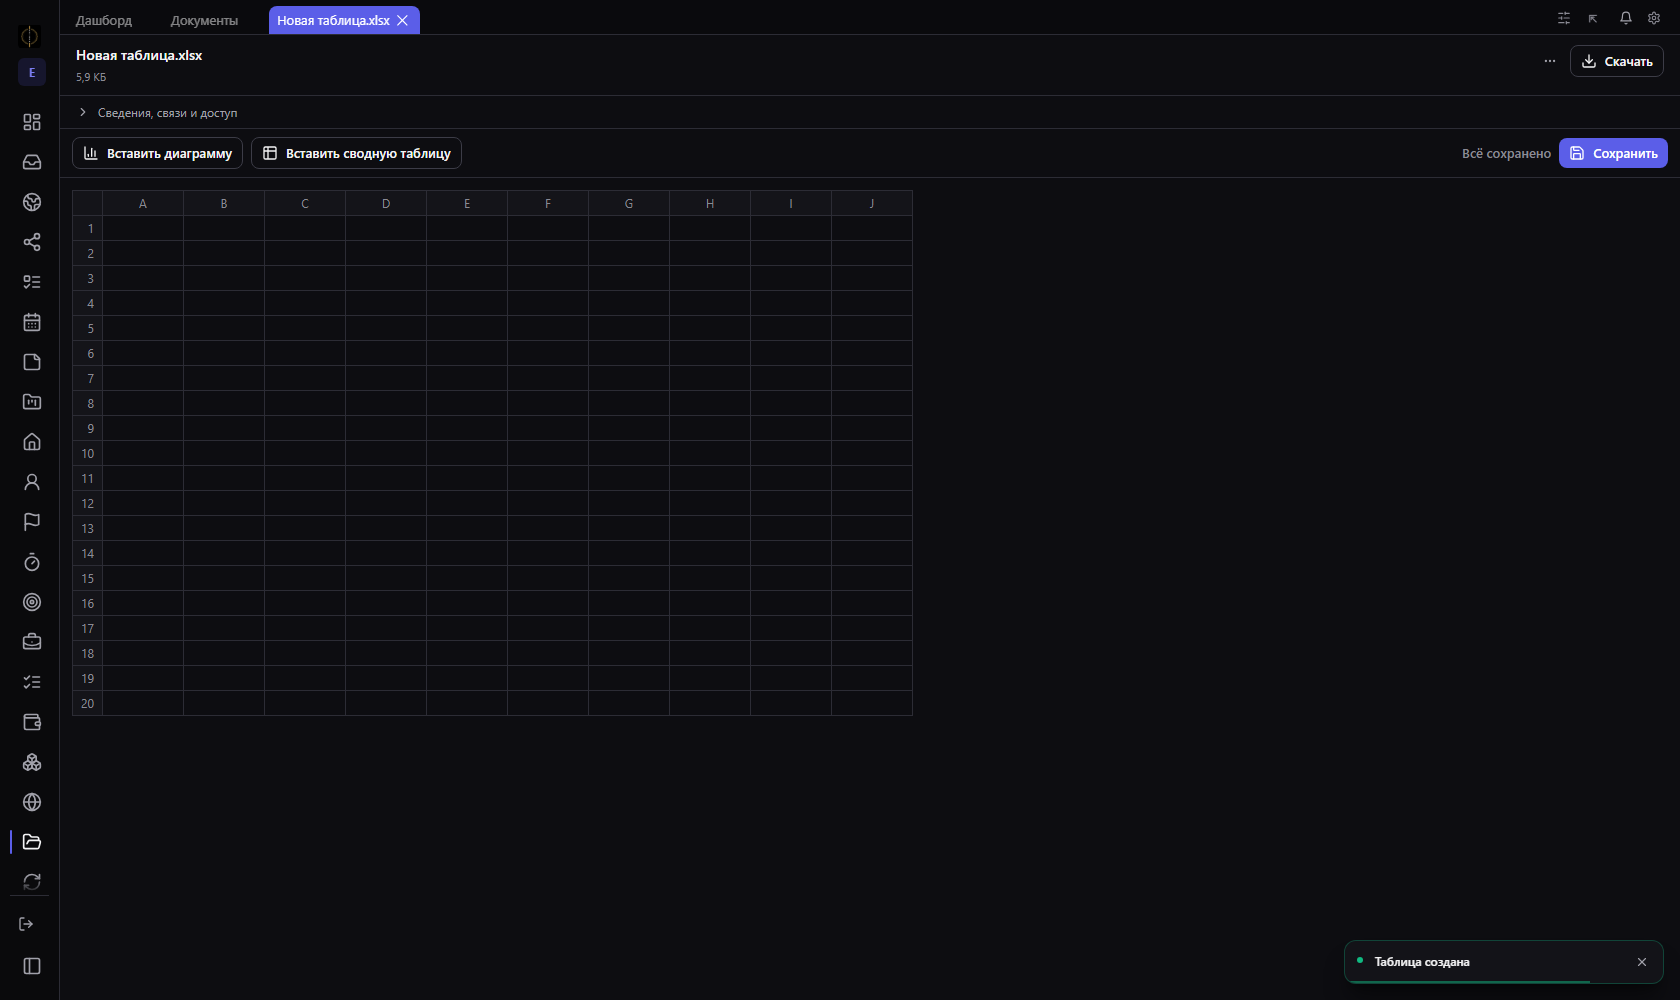 Дашборд Документы Новая таблица.xlsx
E
Новая таблица.xlsx
5,9 КБ
Скачать
Сведения, связи и доступ
Вставить диаграмму Вставить сводную таблицу Всё сохранено Сохранить
A B C D E F G H I J
1
2
3
4
5
6
7
8
9
10
11
12
13
14
15
16
17
18
19
20
Таблица создана